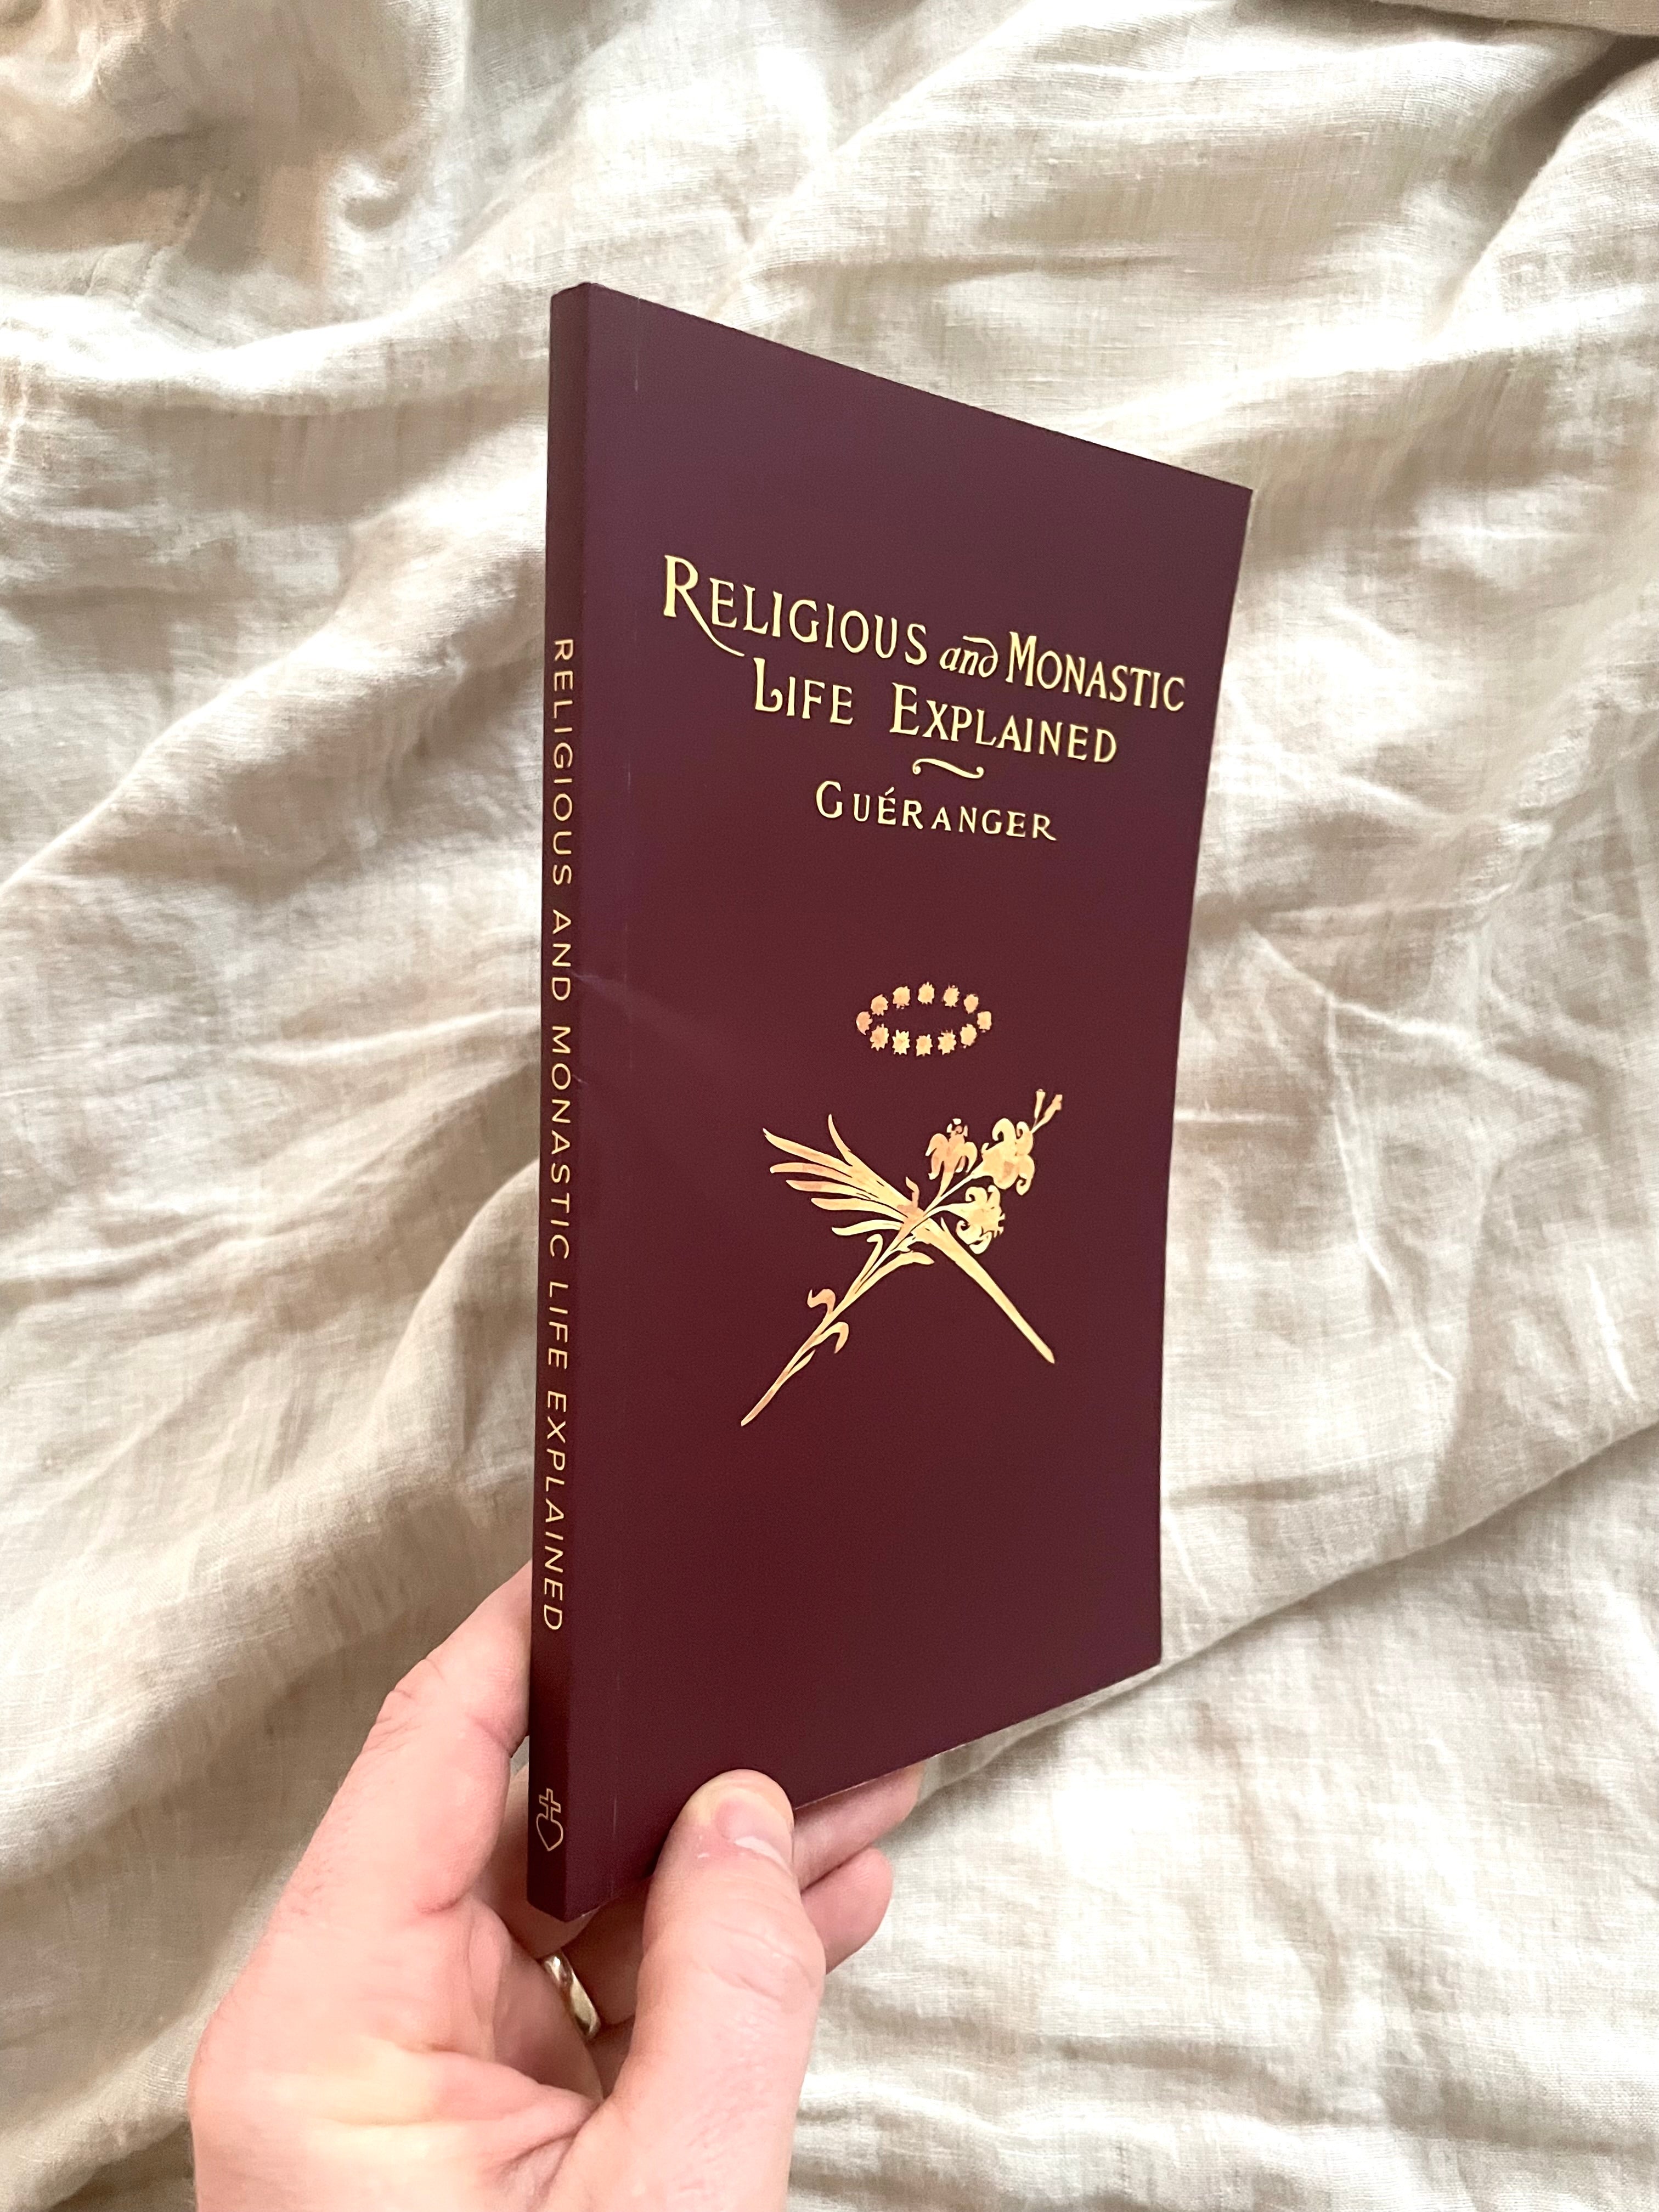 RELIGIOUS and MONASTIC
LIFE EXPLAINED
GUÉRANGER
RELIGIOUS AND MONASTIC LIFE EXPLAINED